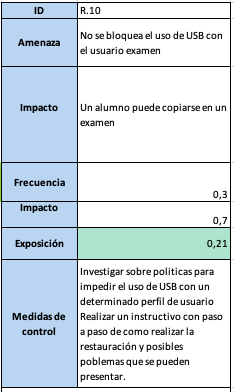 ID R.10
Amenaza No se bloquea el uso de USB con
el usuario examen
Impacto Un alumno puede copiarse en un
examen
Frecuencia 0,3
Impacto 0,7
Exposición 0,21
Medidas de
control
Investigar sobre politicas para
impedir el uso de USB con un
determinado perfil de usuario
Realizar un instructivo con paso
a paso de como realizar la
restauración y posibles
poblemas que se pueden
presentar.